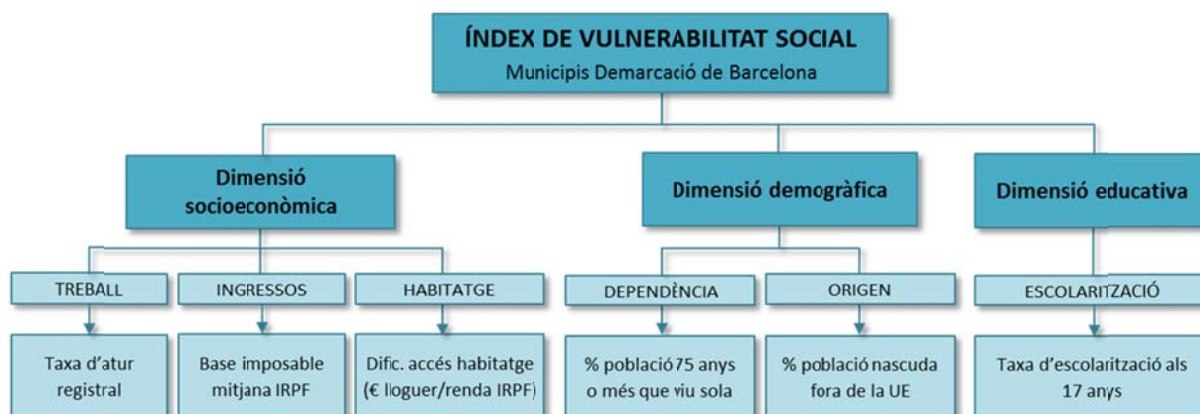 ÍNDEX DE VULNERABILITAT SOCIAL
Municipis Demarcació de Barcelona
Dimensió
socioeconòmica
Dimensió demogràfica
Dimensió educativa
TREBALL
INGRESSOS
HABITATGE
DEPENDÈNCIA
ORIGEN
ESCOLARITZACIÓ
Taxa d'atur
registral
Base imposable
mitjana IRPF
Dific. accés habitatge
(€ lloguer/renda IRPF)
% població 75 anys
o més que viu sola
% població nascuda
fora de la UE
Taxa d'escolarització als
17 anys